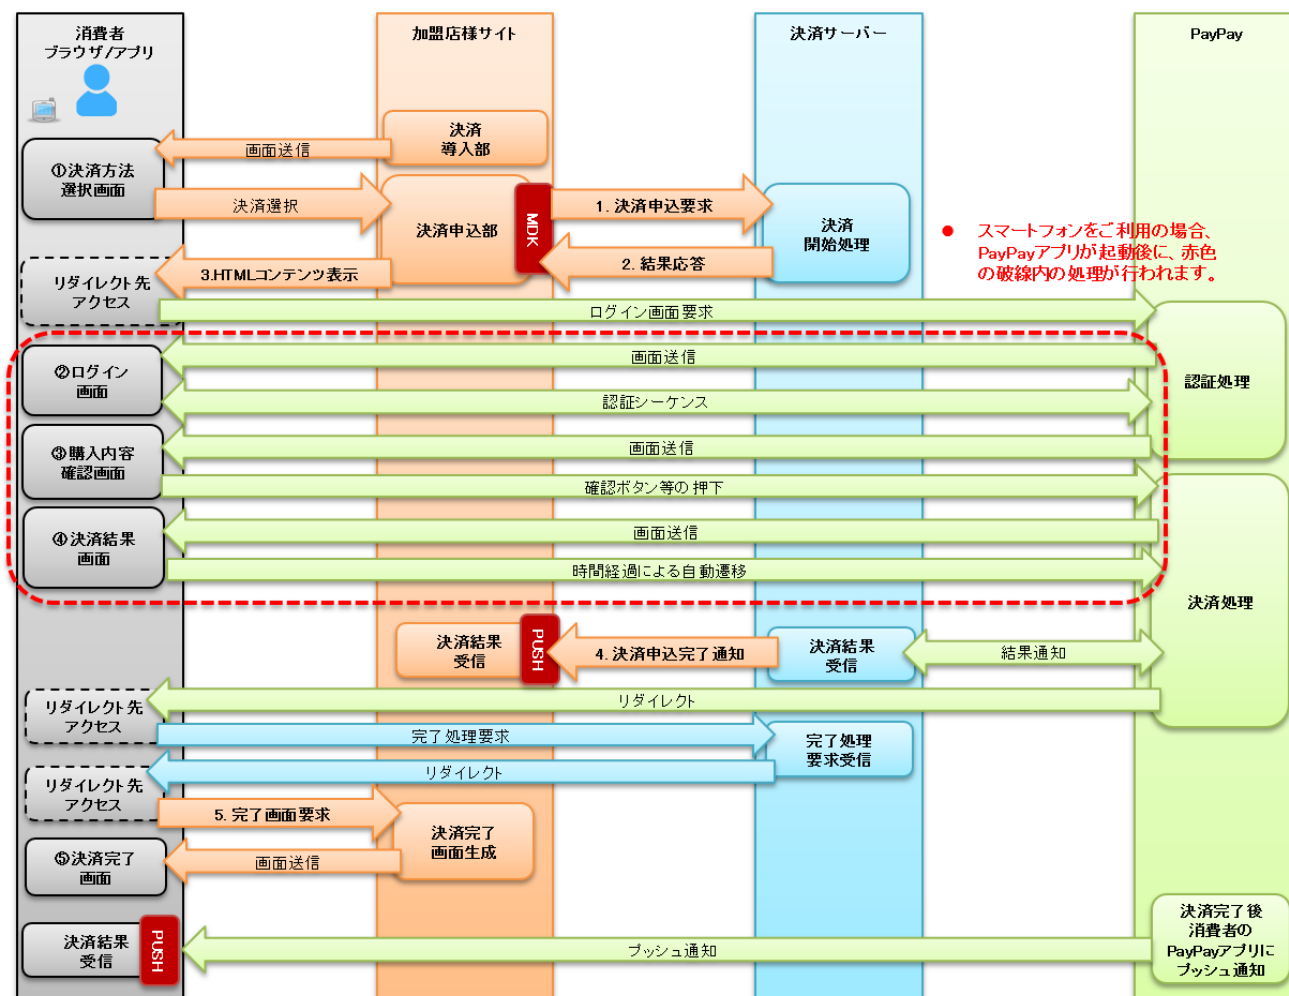 消費者
ブラウザ/アプリ
加盟店様サイト
決済サーバー
PayPay
決済
導入部
画面送信
①決済方法
選択画面
決済選択
決済申込部
MDK
1. 決済申込要求
決済
開始処理
2. 結果応答
● スマートフォンをご利用の場合、
PayPayアプリが起動後に、赤色
の破線内の処理が行われます。
3.HTMLコンテンツ表示
リダイレクト先
アクセス
ログイン画面要求
画面送信
②ログイン
画面
認証処理
認証シーケンス
③購入内容
確認画面
画面送信
確認ボタン等の押下
④決済結果
画面
画面送信
時間経過による自動遷移
決済処理
決済結果
受信
PUSH
4. 決済申込完了通知
決済結果
受信
結果通知
リダイレクト
リダイレクト先
アクセス
完了処理要求
完了処理
要求受信
リダイレクト
リダイレクト先
アクセス
5. 完了画面要求
決済完了
画面生成
⑤決済完了
画面
画面送信
決済結果
受信
PUSH
プッシュ通知
決済完了後
消費者の
PayPayアプリに
プッシュ通知